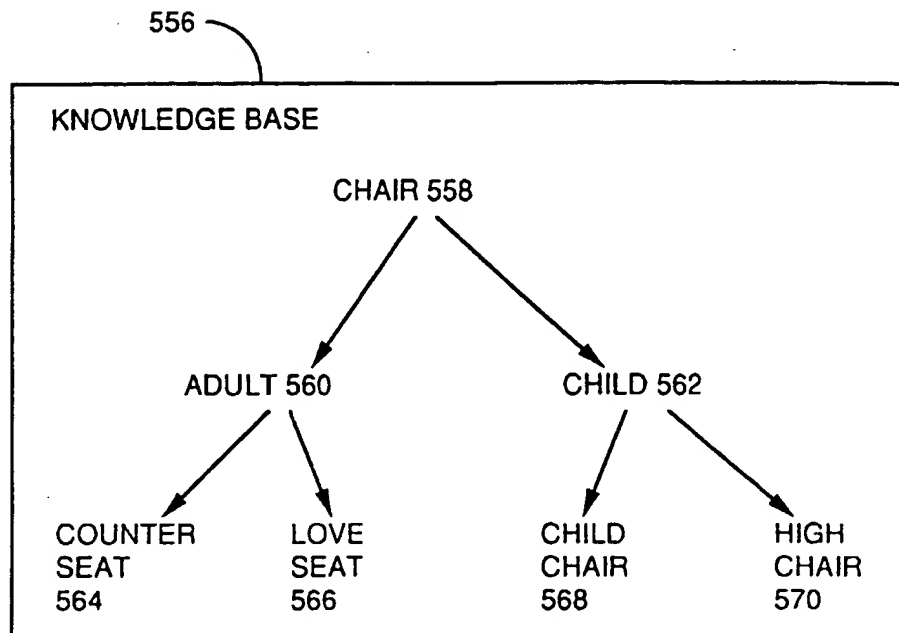 556
KNOWLEDGE BASE
CHAIR 558
ADULT 560
CHILD 562
COUNTER
SEAT
564
LOVE
SEAT
566
CHILD
CHAIR
568
HIGH
CHAIR
570